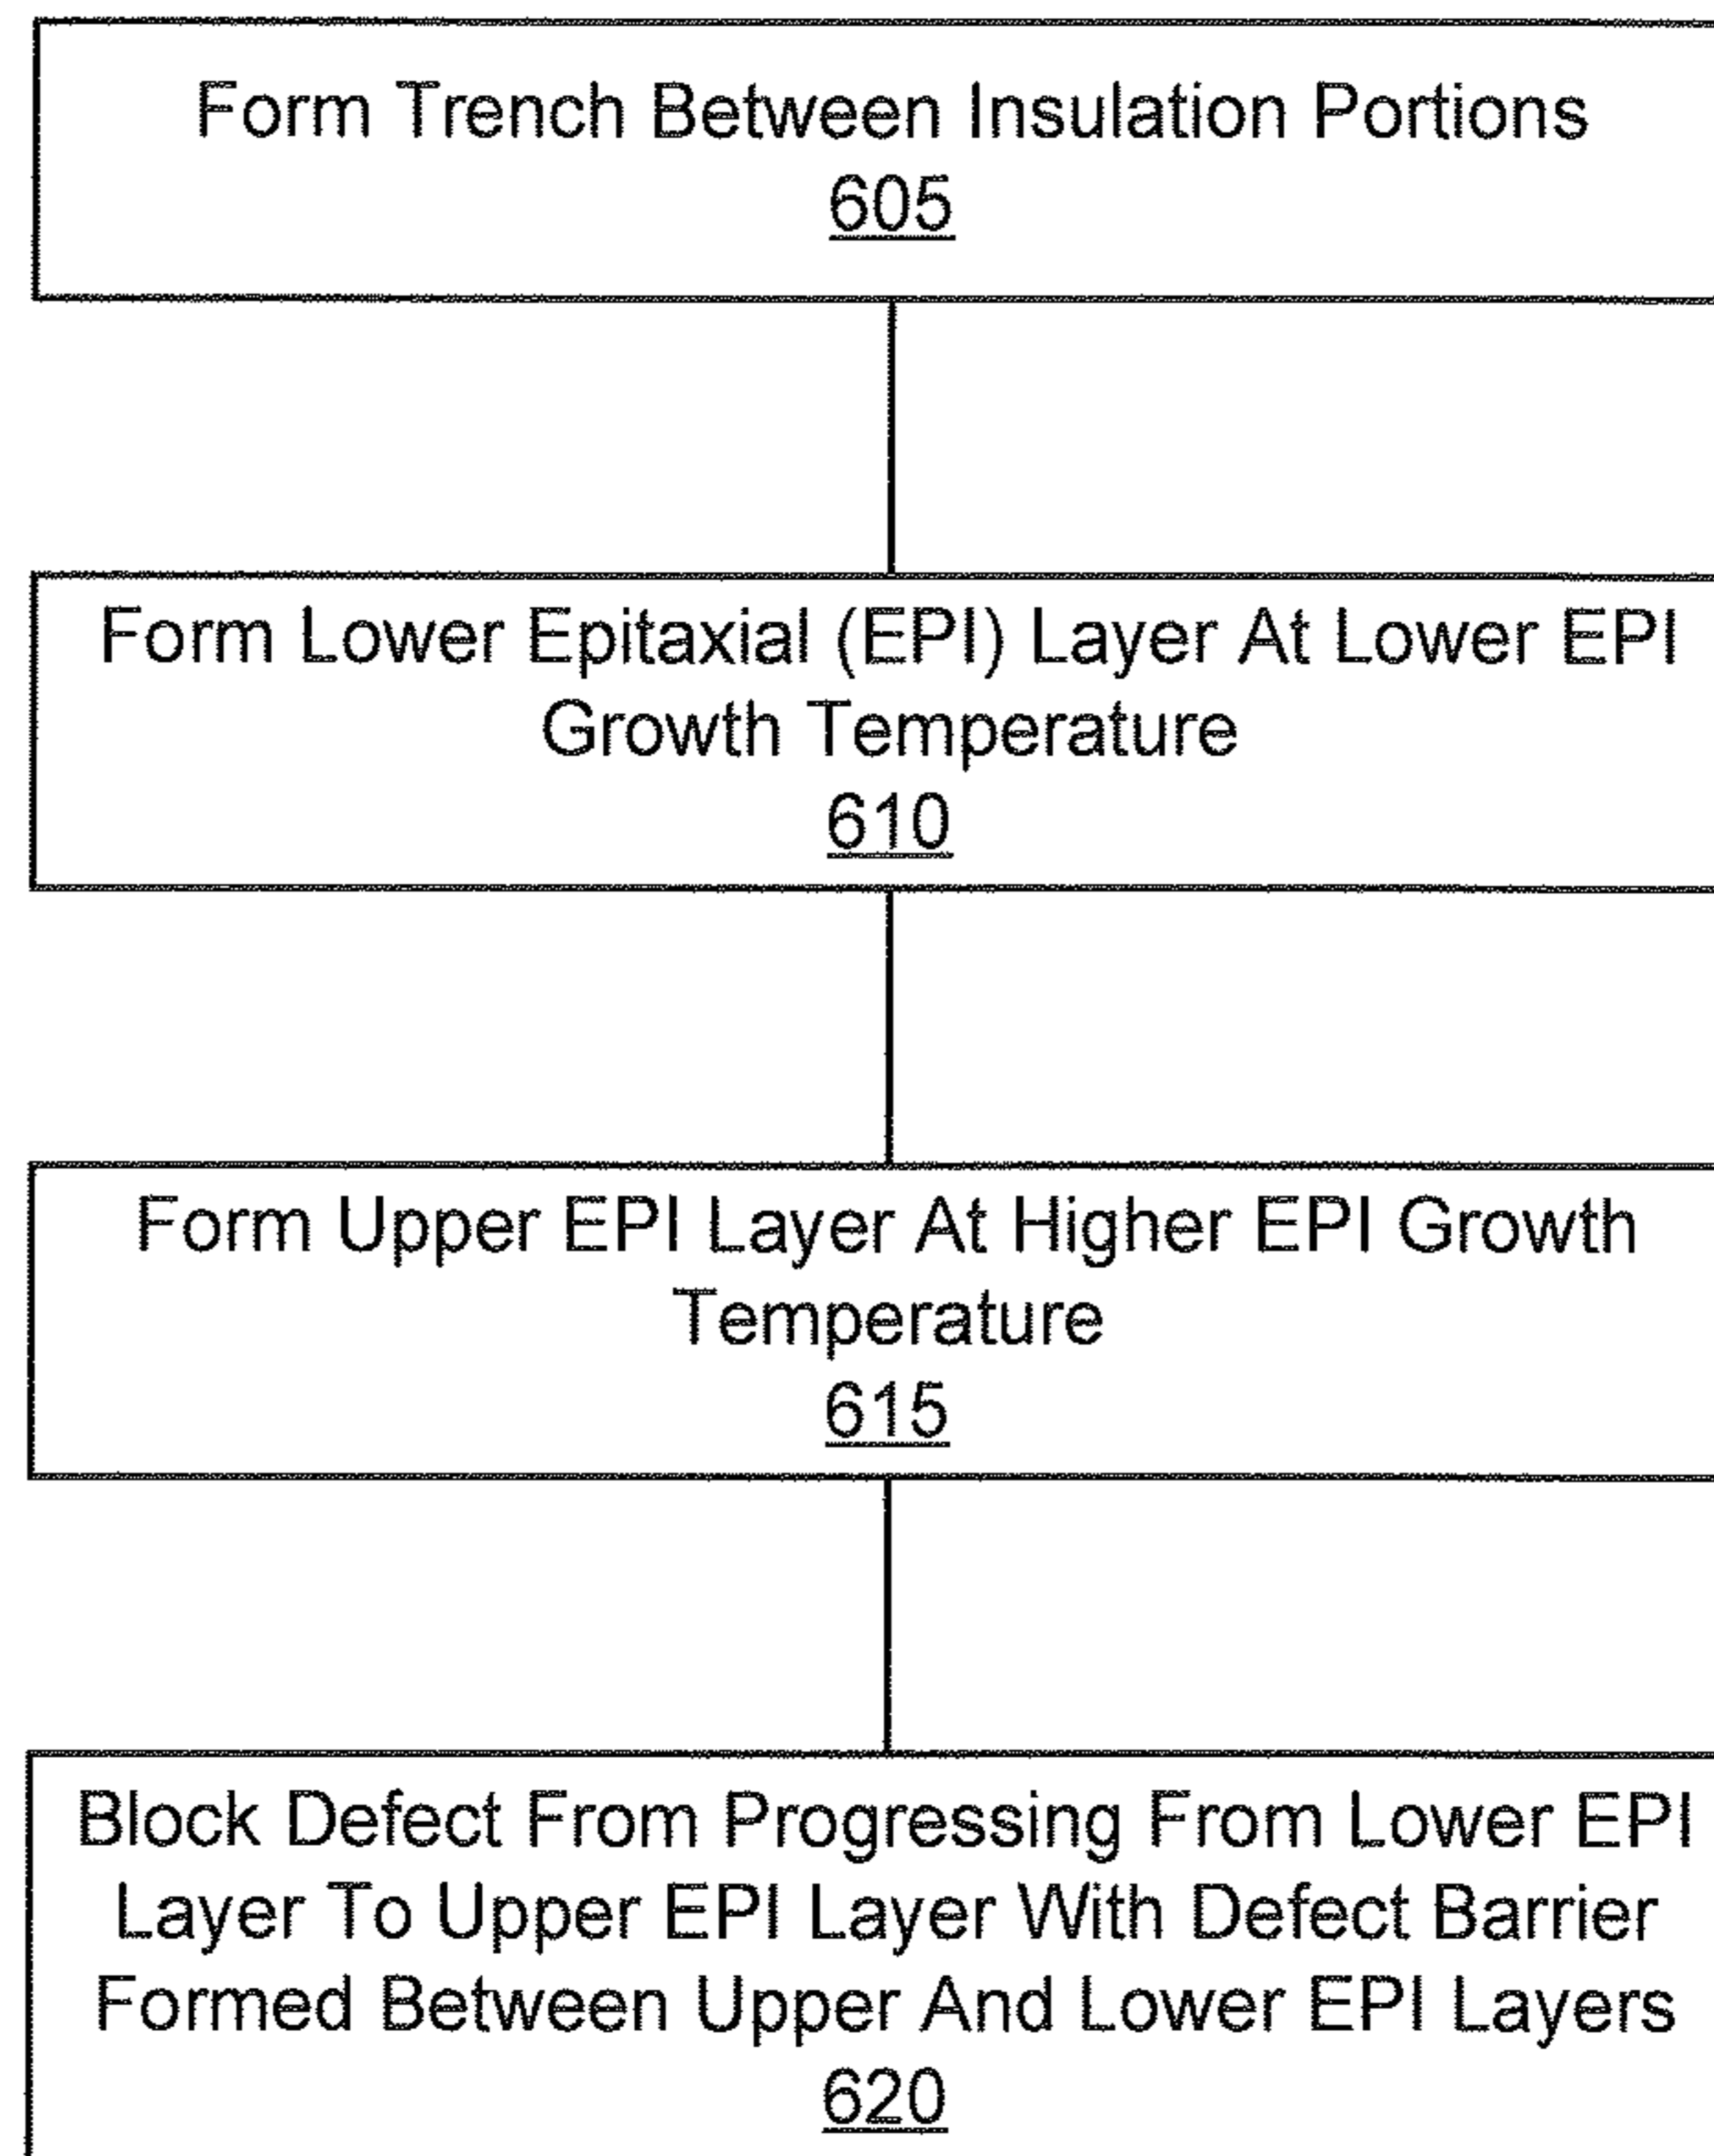 Form Trench Between Insulation Portions
605
Form Lower Epitaxial (EPI) Layer At Lower EPI
Growth Temperature
610
Form Upper EPI Layer At Higher EPI Growth
Temperature
615
Block Defect From Progressing From Lower EPI
Layer To Upper EPI Layer With Defect Barrier
Formed Between Upper And Lower EPI Layers
620